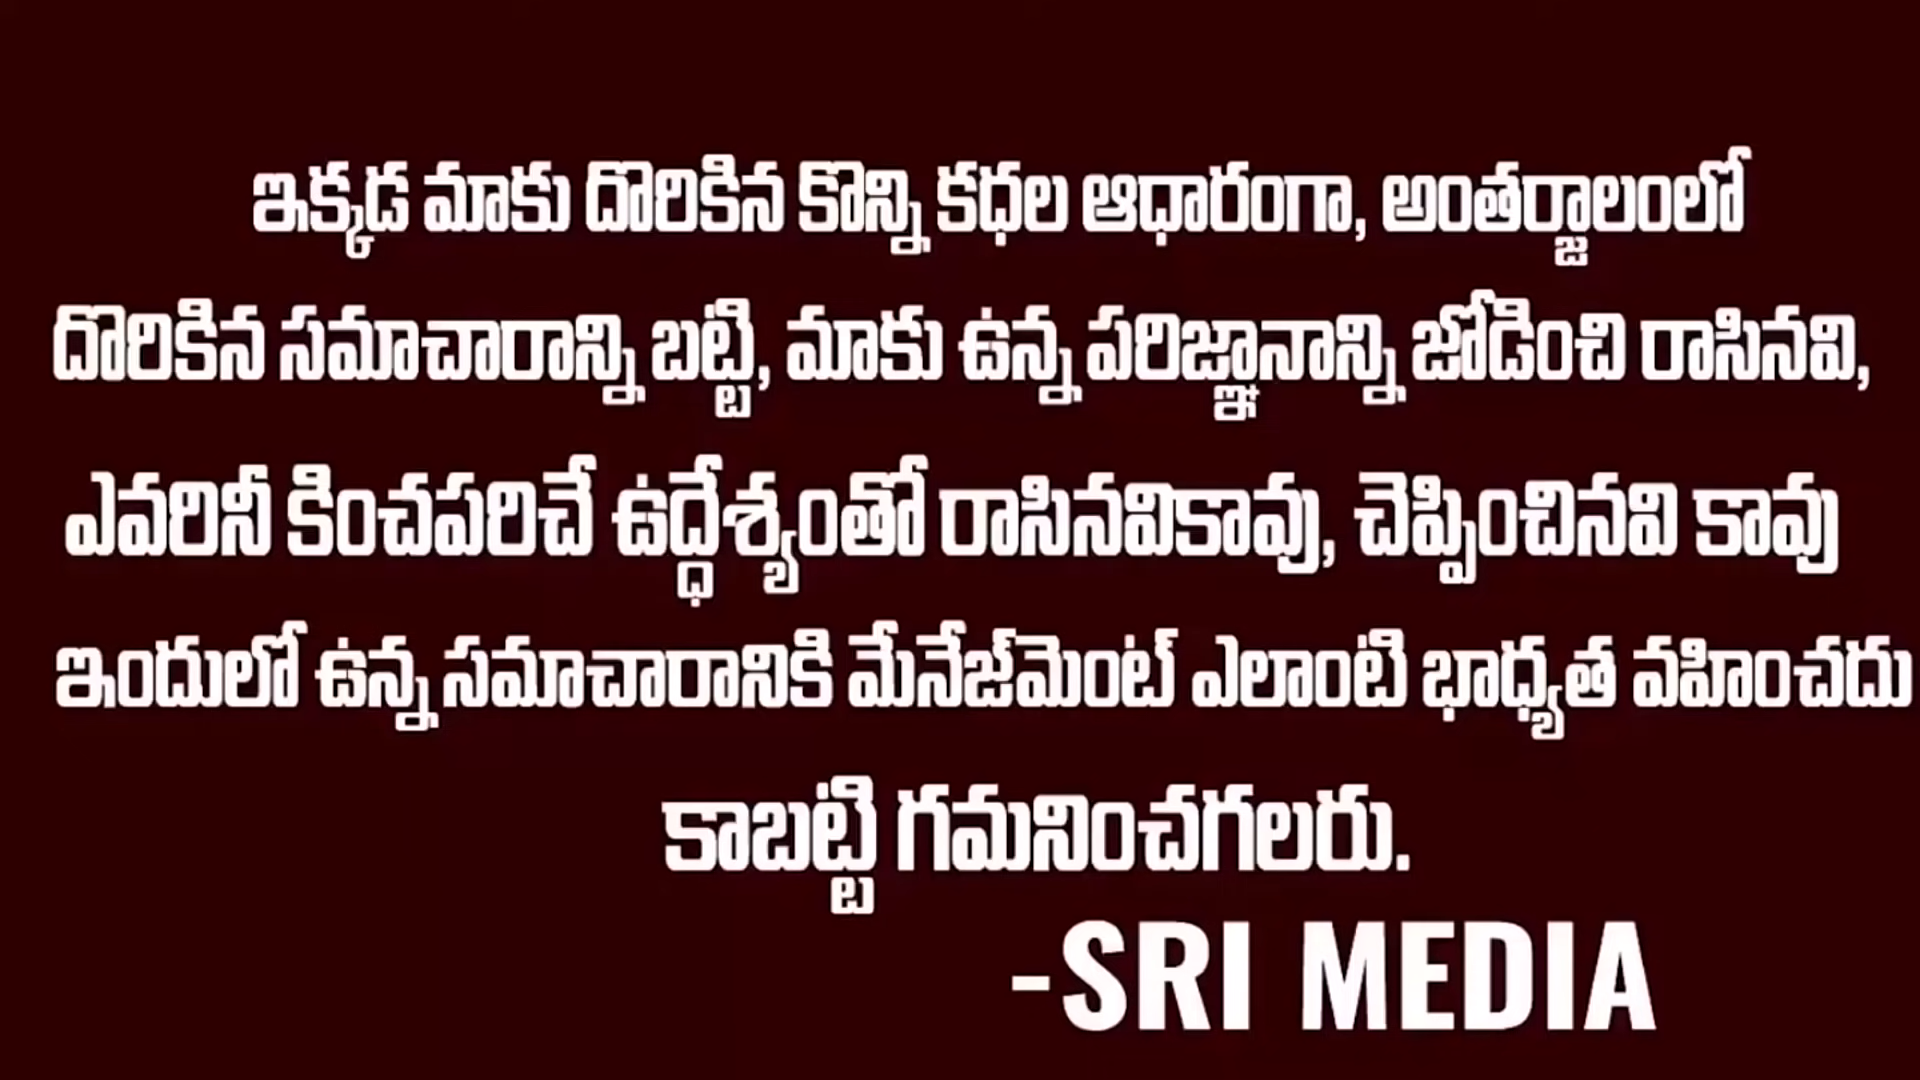 ఇక్కడ మాకు దొరికిన కొన్ని కధల ఆధారంగా, అంతర్జాలంలో
దొరికిన సమాచారాన్ని బట్టి, మాకు ఉన్న పరిజ్ఞానాన్ని జోడించి రాసినవి,
ఎవరినీ కించపరిచే ఉద్ధేశ్యంతో రాసినవికావు, చెప్పించినవి కావు
ఇందులో ఉన్న సమాచారానికి మేనేజ్‌మెంట్ ఎలాంటి భాధ్యత వహించదు
కాబట్టి గమనించగలరు.
-SRI MEDIA